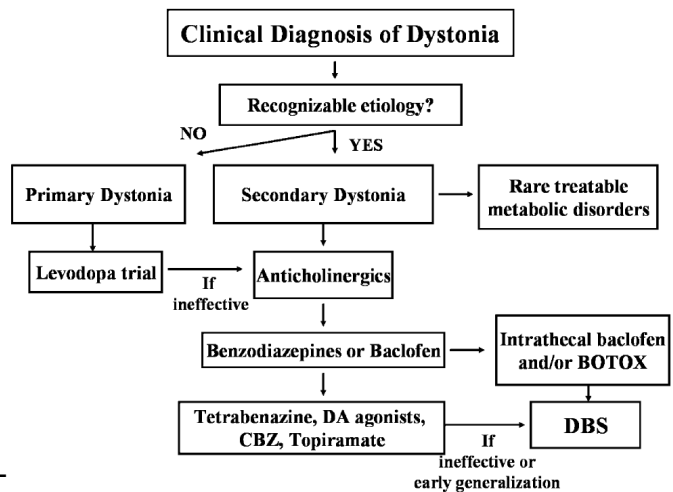 Clinical Diagnosis of Dystonia
Recognizable etiology?
NO
YES
Primary Dystonia
Secondary Dystonia
Rare treatable
metabolic disorders
Levodopa trial
If
ineffective
Anticholinergics
Benzodiazepines or Baclofen
Intrathecal baclofen
and/or BOTOX
Tetrabenazine, DA agonists,
CBZ, Topiramate
If
ineffective or
early generalization
DBS